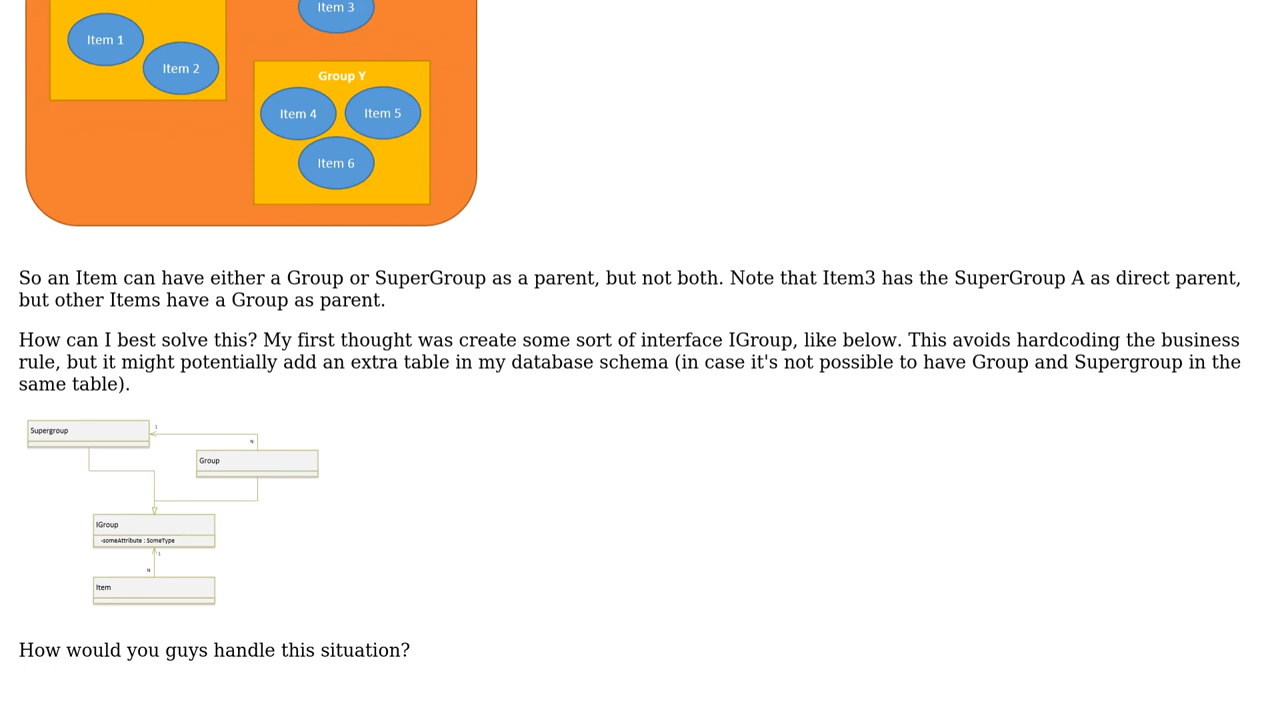 Item 3
Item 1
Item 2
Group Y
Item 4
Item 5
Item 6
So an Item can have either a Group or SuperGroup as a parent, but not both. Note that Item3 has the SuperGroup A as direct parent,
but other Items have a Group as parent.
How can I best solve this? My first thought was create some sort of interface IGroup, like below. This avoids hardcoding the business
rule, but it might potentially add an extra table in my database schema (in case it's not possible to have Group and Supergroup in the
same table).
Supergroup
1
N
Group
IGroup
-someAttribute : SomeType
1
N
Item
How would you guys handle this situation?